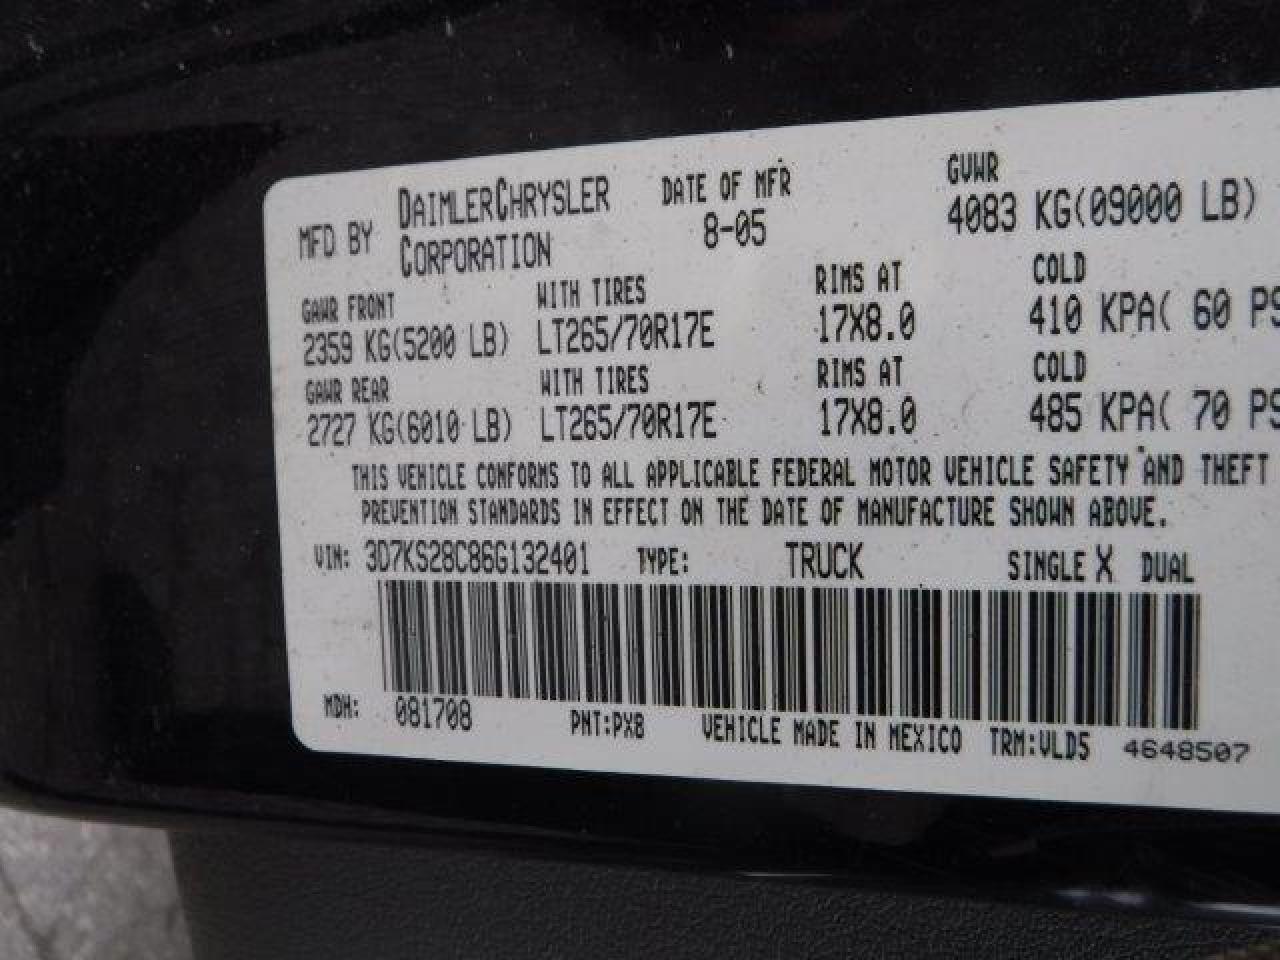 MFD BY DAIMLERCHRYSLER CORPORATION DATE OF MFR 8-05 GVWR 4083 KG(09000 LB)
GAWR FRONT WITH TIRES RIMS AT COLD
2359 KG(5200 LB) LT265/70R17E 17X8.0 410 KPA( 60 PS
GAWR REAR WITH TIRES RIMS AT COLD
2727 KG(6010 LB) LT265/70R17E 17X8.0 485 KPA( 70 PS
THIS VEHICLE CONFORMS TO ALL APPLICABLE FEDERAL MOTOR VEHICLE SAFETY AND THEFT
PREVENTION STANDARDS IN EFFECT ON THE DATE OF MANUFACTURE SHOWN ABOVE.
VIN: 3D7KS28C86G132401 TYPE: TRUCK SINGLE X DUAL
MDH: 081708 PNT:PX8 VEHICLE MADE IN MEXICO TRM:VLD5 4648507